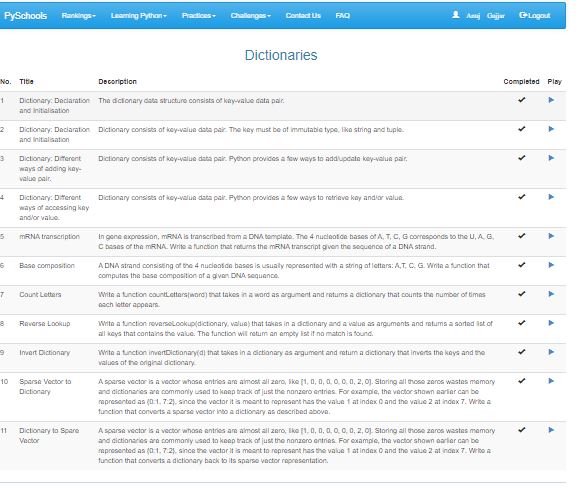 PySchools Rankings Learning Python Practices Challenges Contact Us FAQ Anuj Gajjar Logout
Dictionaries
No. Title Description Completed Play
1 Dictionary: Declaration The dictionary data structure consists of key-value data pair.
and Initialisation
2 Dictionary: Declaration Dictionary consists of key-value data pair. The key must be of immutable type, like string and tuple.
and Initialisation
3 Dictionary: Different Dictionary consists of key-value data pair. Python provides a few ways to add/update key-value pair.
ways of adding key-
value pair.
4 Dictionary: Different Dictionary consists of key-value data pair. Python provides a few ways to retrieve key and/or value.
ways of accessing key
and/or value.
5 mRNA transcription In gene expression, mRNA is transcribed from a DNA template. The 4 nucleotide bases of A, T, C, G corresponds to the U, A, G,
C bases of the mRNA. Write a function that returns the mRNA transcript given the sequence of a DNA strand.
6 Base composition A DNA strand consisting of the 4 nucleotide bases is usually represented with a string of letters: A,T, C, G. Write a function that
computes the base composition of a given DNA sequence.
7 Count Letters Write a function countLetters(word) that takes in a word as argument and returns a dictionary that counts the number of times
each letter appears.
8 Reverse Lookup Write a function reverseLookup(dictionary, value) that takes in a dictionary and a value as arguments and returns a sorted list of
all keys that contains the value. The function will return an empty list if no match is found.
9 Invert Dictionary Write a function invertDictionary(d) that takes in a dictionary as argument and return a dictionary that inverts the keys and the
values of the original dictionary.
10 Sparse Vector to A sparse vector is a vector whose entries are almost all zero, like [1, 0, 0, 0, 0, 0, 0, 2, 0]. Storing all those zeros wastes memory
Dictionary and dictionaries are commonly used to keep track of just the nonzero entries. For example, the vector shown earlier can be
represented as {0:1, 7:2}, since the vector it is meant to represent has the value 1 at index 0 and the value 2 at index 7. Write a
function that converts a sparse vector into a dictionary as described above.
11 Dictionary to Spare A sparse vector is a vector whose entries are almost all zero, like [1, 0, 0, 0, 0, 0, 0, 2, 0]. Storing all those zeros wastes memory
Vector and dictionaries are commonly used to keep track of just the nonzero entries. For example, the vector shown earlier can be
represented as {0:1, 7:2}, since the vector it is meant to represent has the value 1 at index 0 and the value 2 at index 7. Write a
function that converts a dictionary back to its sparse vector representation.